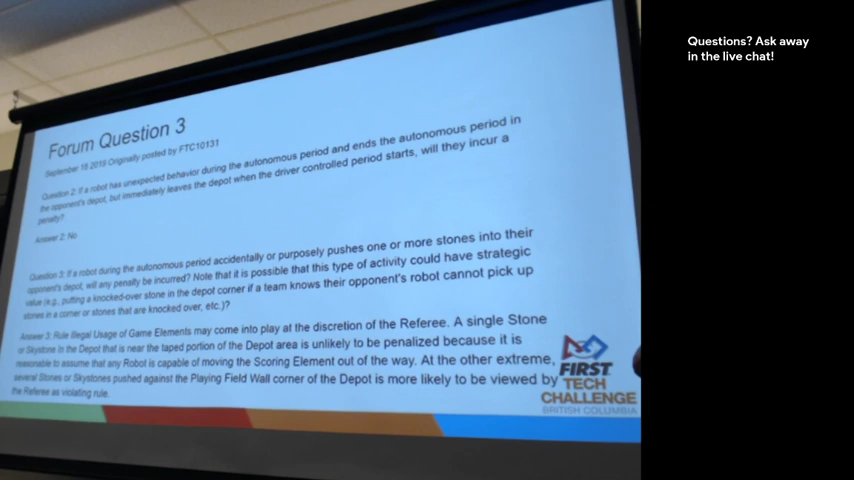 Questions? Ask away
in the live chat!
Forum Question 3
September 18 2019 Originally posted by FTC10131
Question 2: If a robot has unexpected behavior during the autonomous period and ends the autonomous period in
the opponent's depot, but immediately leaves the depot when the driver controlled period starts, will they incur a
penalty?
Answer 2: No
Question 3: If a robot during the autonomous period accidentally or purposely pushes one or more stones into their
opponent's depot, will any penalty be incurred? Note that it is possible that this type of activity could have strategic
value (e.g., putting a knocked-over stone in the depot corner if a team knows their opponent's robot cannot pick up
stones in a corner or stones that are knocked over, etc.)?
Answer 3: Rule Illegal Usage of Game Elements may come into play at the discretion of the Referee. A single Stone
or Skystone in the Depot that is near the taped portion of the Depot area is unlikely to be penalized because it is
reasonable to assume that any Robot is capable of moving the Scoring Element out of the way. At the other extreme,
several Stones or Skystones pushed against the Playing Field Wall corner of the Depot is more likely to be viewed by
the Referee as violating rule.
FIRST
TECH
CHALLENGE
BRITISH COLUMBIA